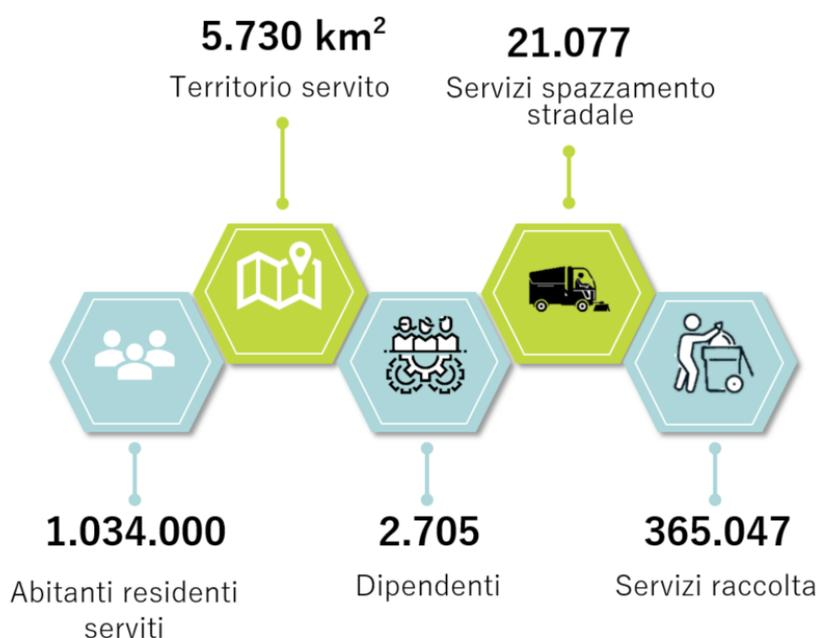 5.730 km²
Territorio servito
21.077
Servizi spazzamento
stradale
1.034.000
Abitanti residenti
serviti
2.705
Dipendenti
365.047
Servizi raccolta